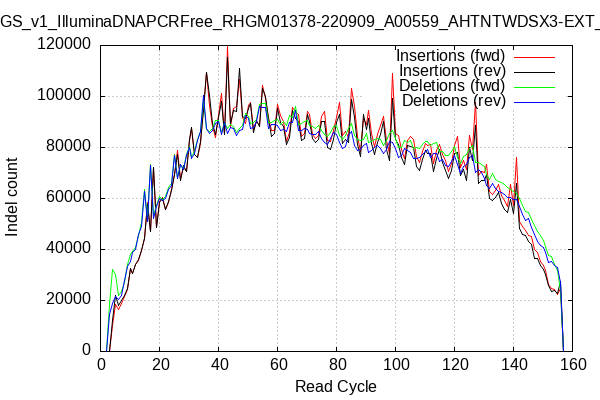 GS_v1_IlluminaDNAPCRFree_RHGM01378-220909_A00559_AHTNTWDSX3-EXT_
Insertions (fwd)
Insertions (rev)
Deletions (fwd)
Deletions (rev)
120000
100000
80000
60000
40000
20000
0
Indel count
0 20 40 60 80 100 120 140 160
Read Cycle